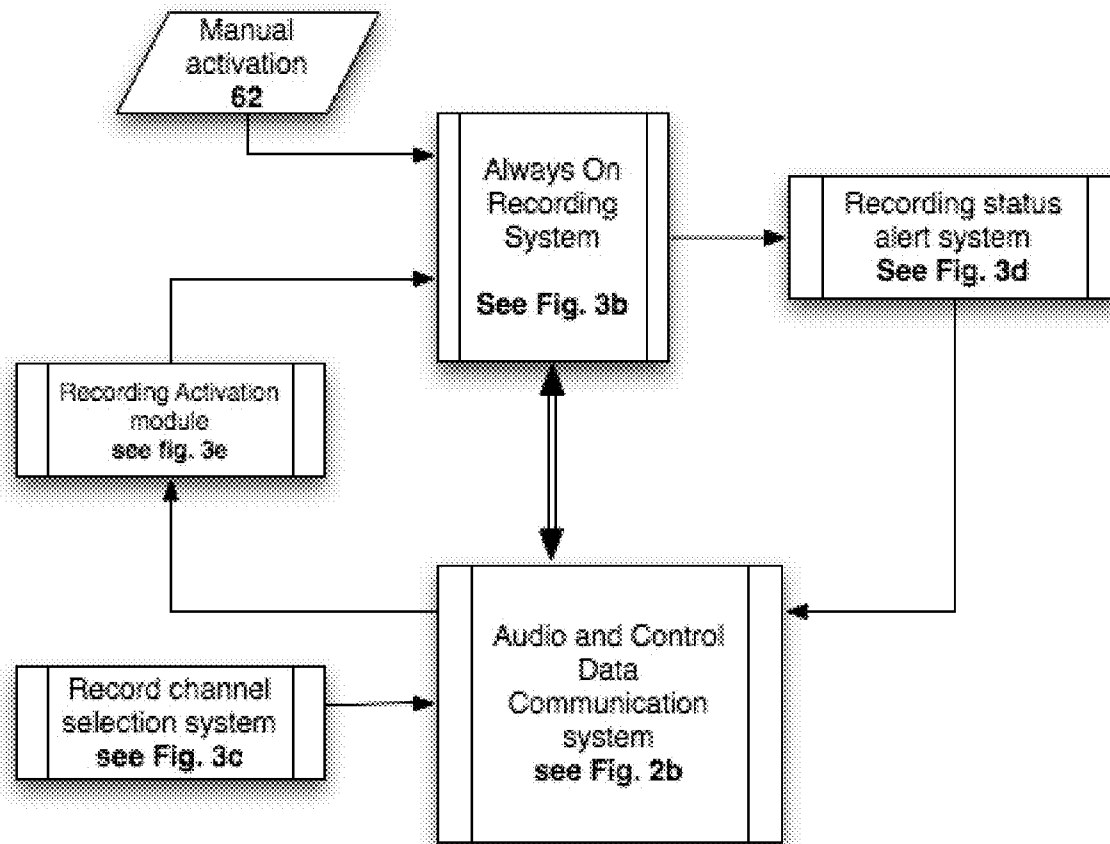 Manual
activation
62
Always On
Recording
System
See Fig. 3b
Recording status
alert system
See Fig. 3d
Recording Activation
module
see fig. 3e
Record channel
selection system
see Fig. 3c
Audio and Control
Data
Communication
system
see Fig. 2b